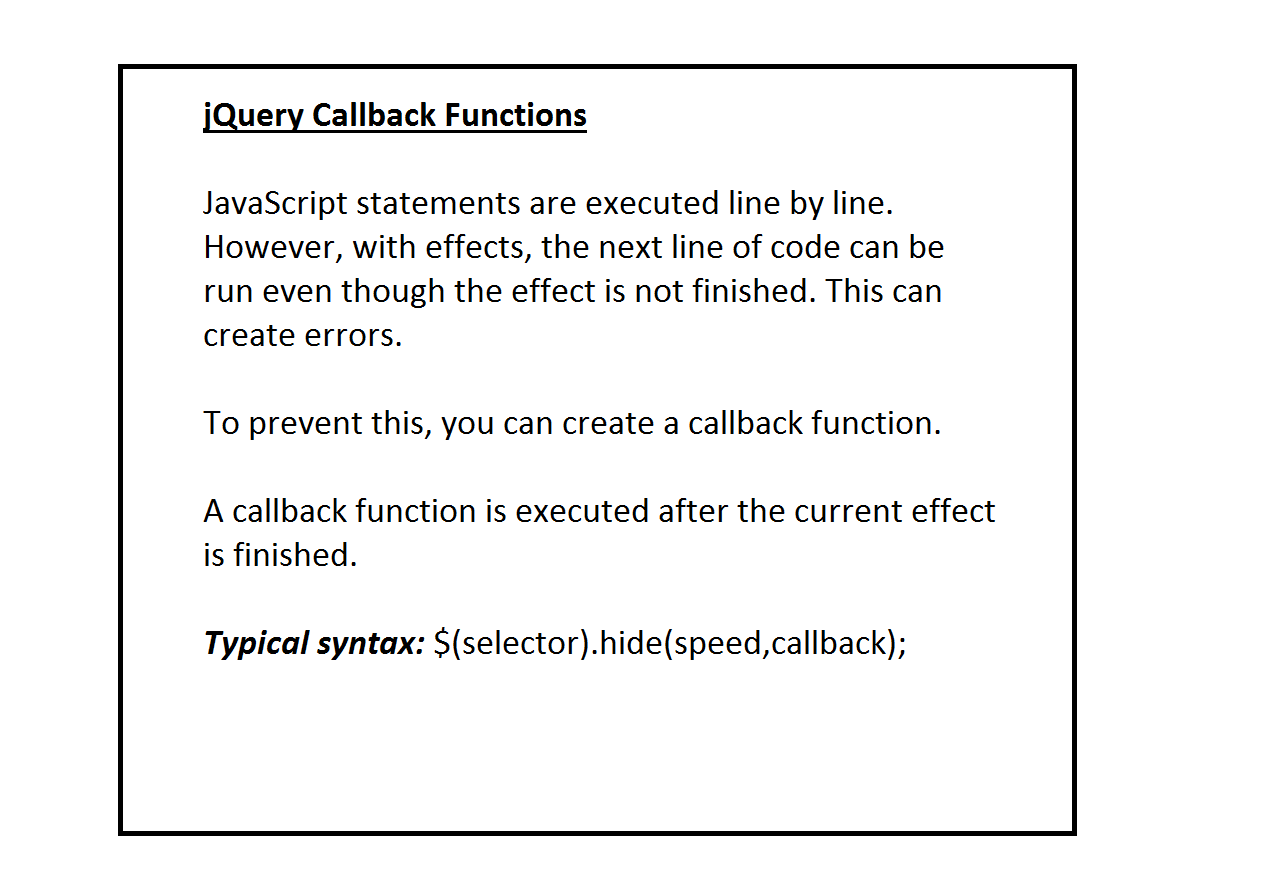 jQuery Callback Functions
JavaScript statements are executed line by line.
However, with effects, the next line of code can be
run even though the effect is not finished. This can
create errors.
To prevent this, you can create a callback function.
A callback function is executed after the current effect
is finished.
Typical syntax: $(selector).hide(speed,callback);